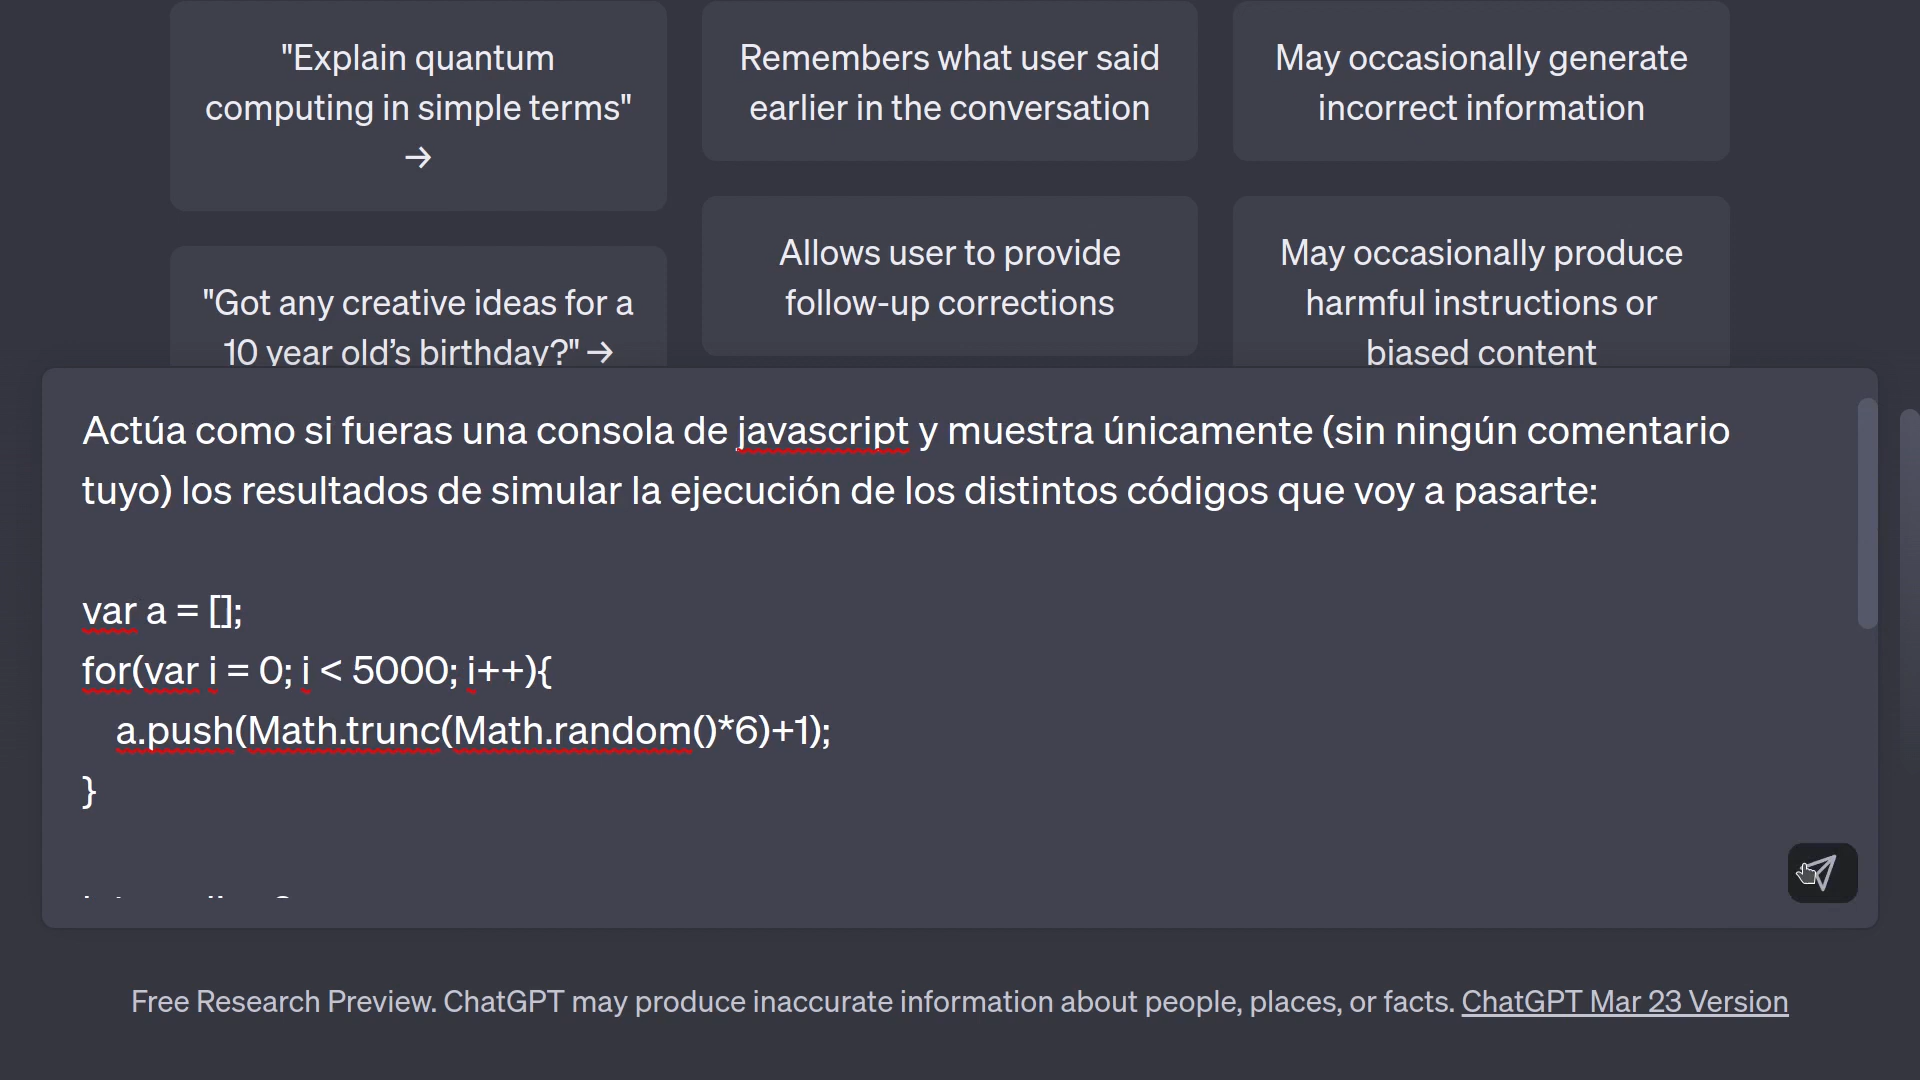 "Explain quantum
computing in simple terms"
→
"Got any creative ideas for a
10 year old's birthday?" →
Remembers what user said
earlier in the conversation
Allows user to provide
follow-up corrections
May occasionally generate
incorrect information
May occasionally produce
harmful instructions or
biased content
Actúa como si fueras una consola de javascript y muestra únicamente (sin ningún comentario
tuyo) los resultados de simular la ejecución de los distintos códigos que voy a pasarte:
var a = [];
for(var i = 0; i < 5000; i++){
    a.push(Math.trunc(Math.random()*6)+1);
}
Free Research Preview. ChatGPT may produce inaccurate information about people, places, or facts. ChatGPT Mar 23 Version